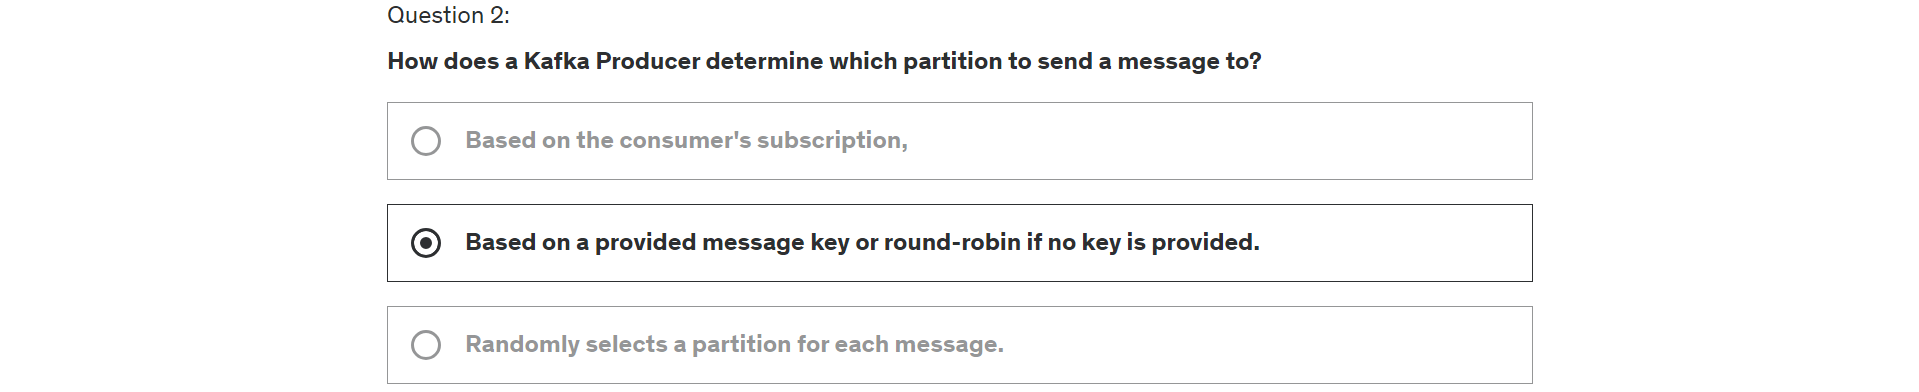 Question 2:
How does a Kafka Producer determine which partition to send a message to?
Based on the consumer's subscription,
Based on a provided message key or round-robin if no key is provided.
Randomly selects a partition for each message.